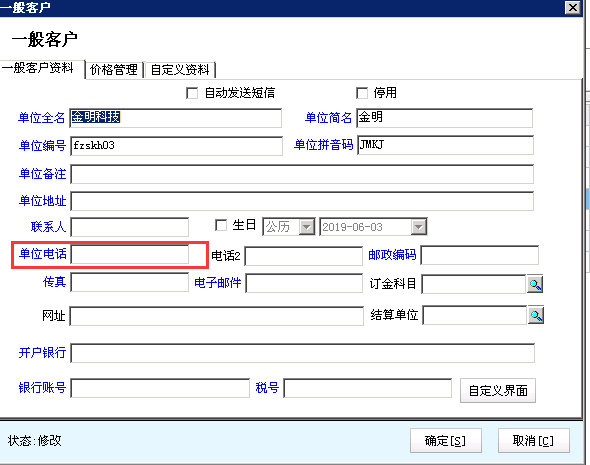 一般客户
一般客户
一般客户资料 价格管理 自定义资料
自动发送短信 停用
单位全名 金明科技 单位简名 金明
单位编号 fzskh03 单位拼音码 JMKJ
单位备注
单位地址
联系人 生日 公历 2019-06-03
单位电话 电话2 邮政编码
传真 电子邮件 订金科目
网址 结算单位
开户银行
银行账号 税号 自定义界面
状态:修改 确定[S] 取消[C]